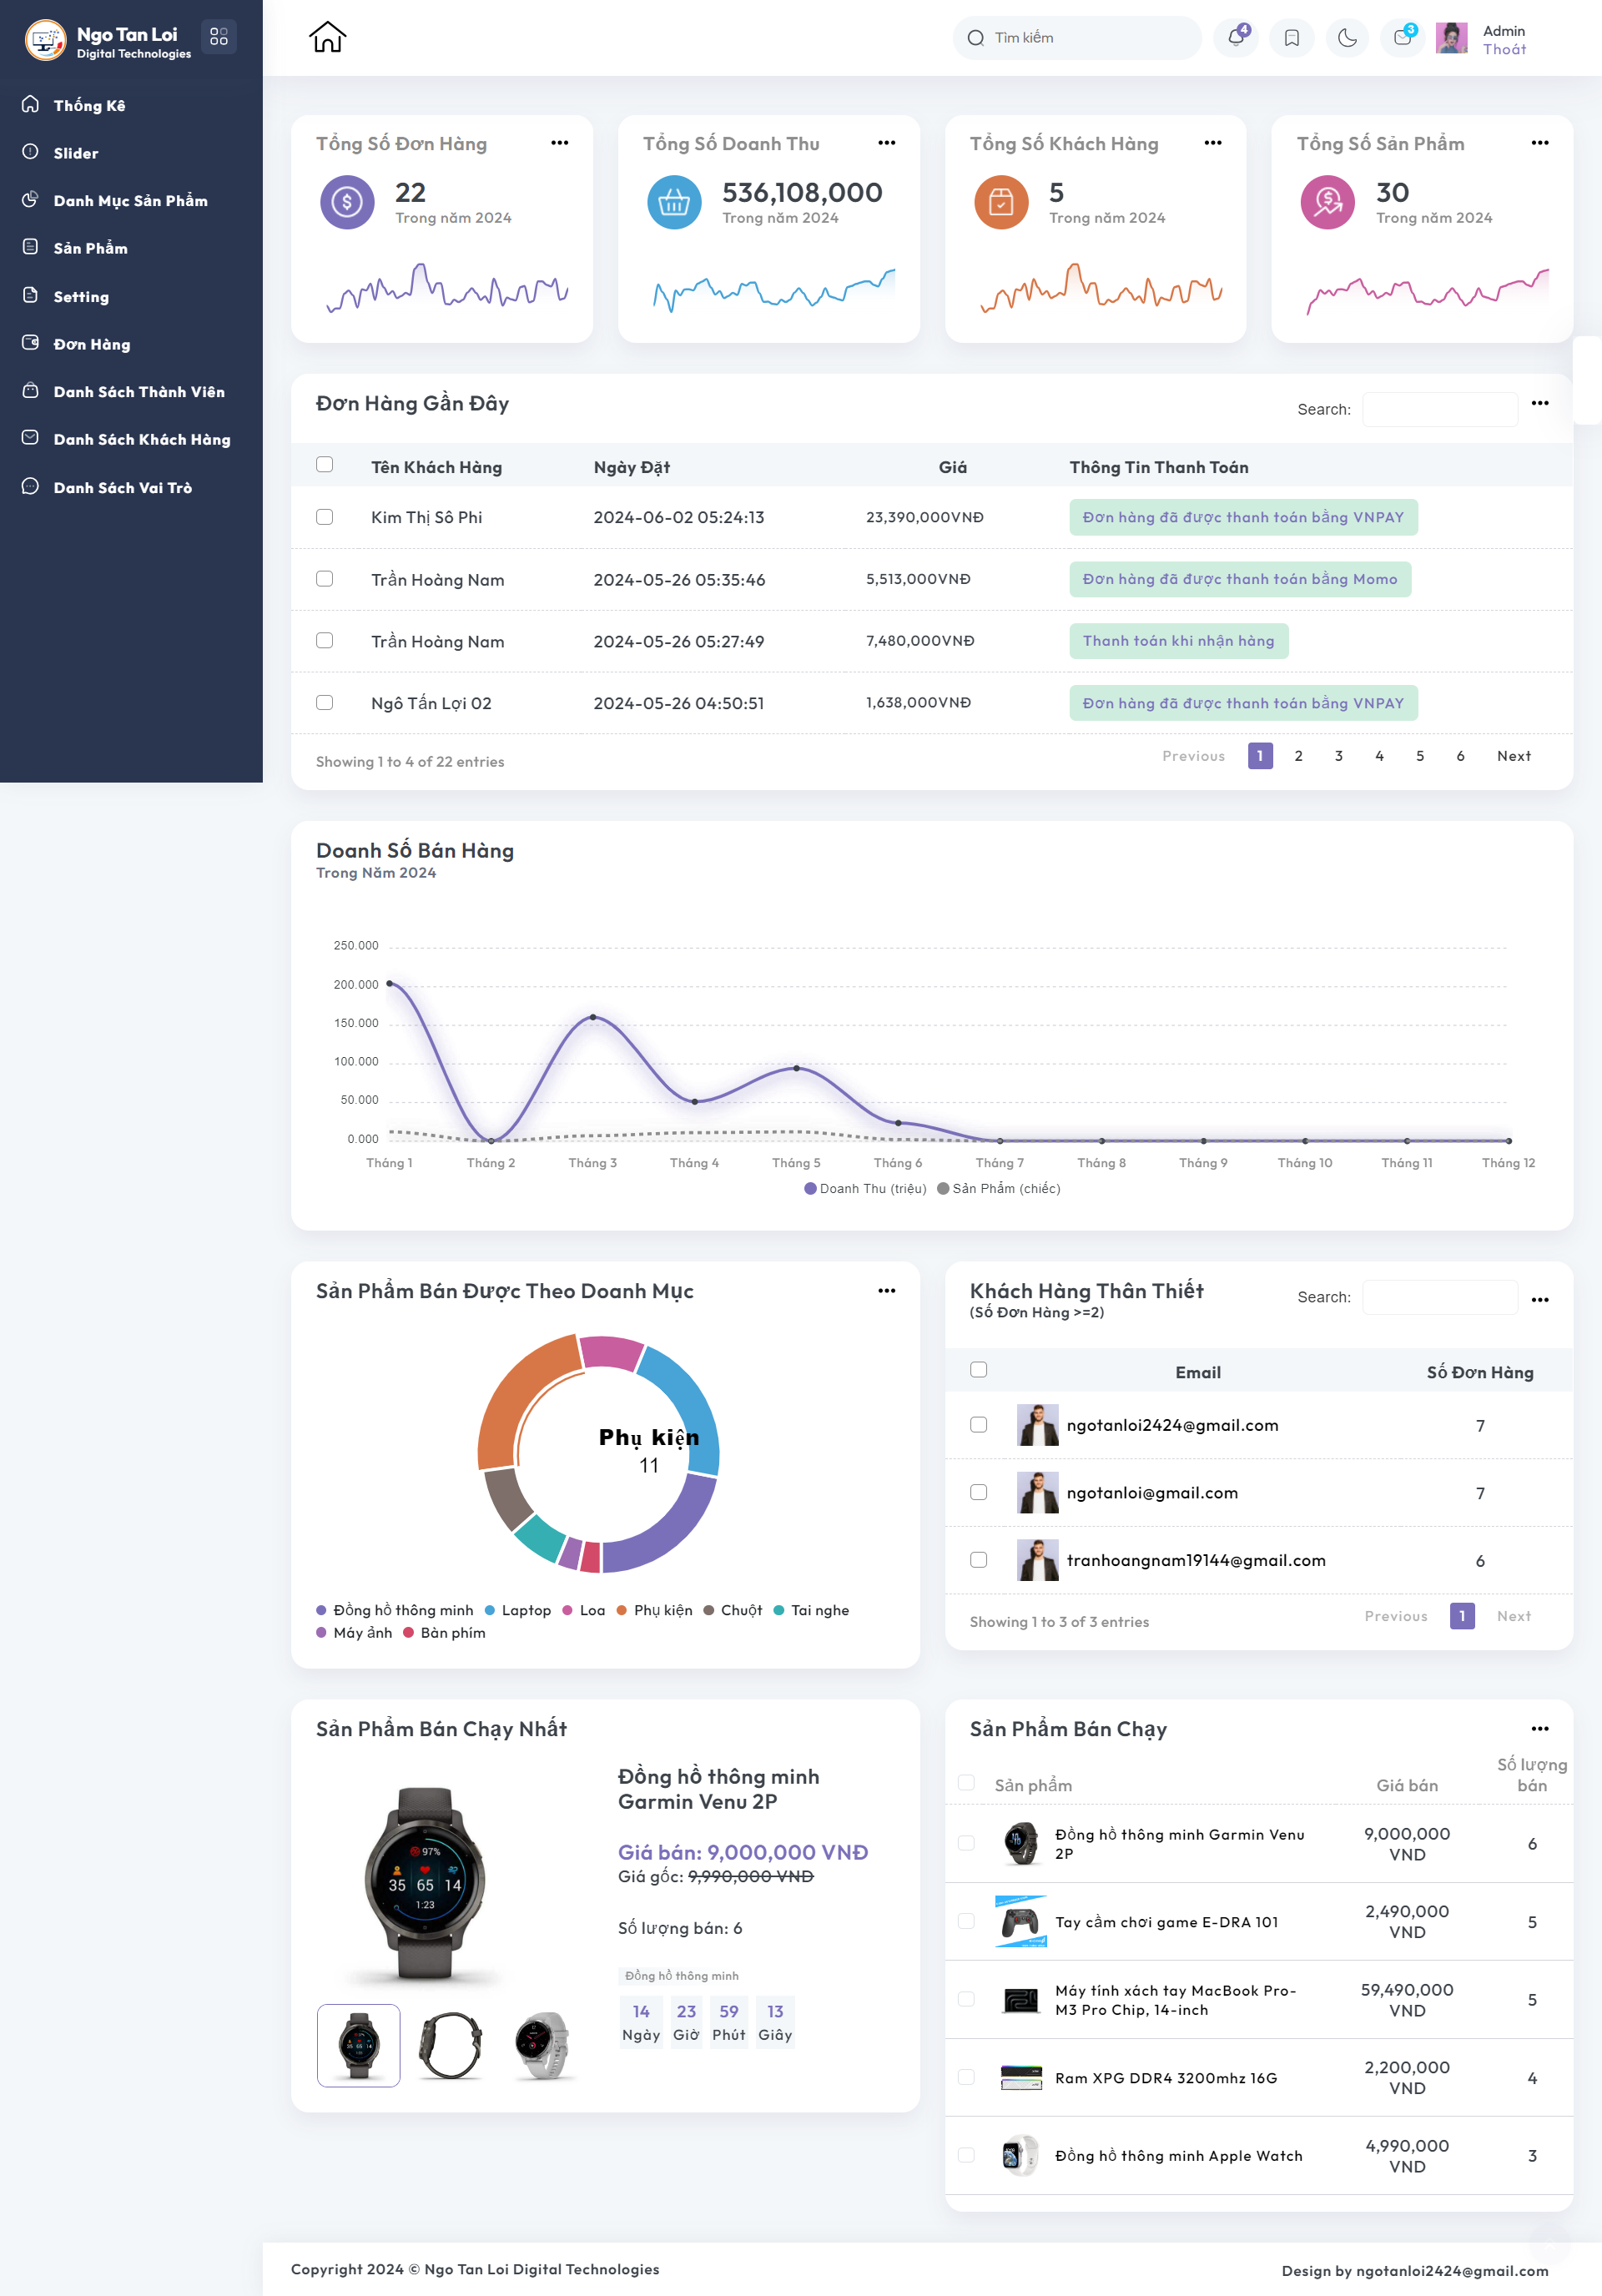 Ngo Tan Loi
Digital Technologies
Thống Kê
Slider
Danh Mục Sản Phẩm
Sản Phẩm
Setting
Đơn Hàng
Danh Sách Thành Viên
Danh Sách Khách Hàng
Danh Sách Vai Trò
Tìm kiếm
4
3
Admin
Thoát
Tổng Số Đơn Hàng
22
Trong năm 2024
Tổng Số Doanh Thu
536,108,000
Trong năm 2024
Tổng Số Khách Hàng
5
Trong năm 2024
Tổng Số Sản Phẩm
30
Trong năm 2024
Đơn Hàng Gần Đây
Search:
Tên Khách Hàng Ngày Đặt Giá Thông Tin Thanh Toán
Kim Thị Sô Phi 2024-06-02 05:24:13 23,390,000VNĐ Đơn hàng đã được thanh toán bằng VNPAY
Trần Hoàng Nam 2024-05-26 05:35:46 5,513,000VNĐ Đơn hàng đã được thanh toán bằng Momo
Trần Hoàng Nam 2024-05-26 05:27:49 7,480,000VNĐ Thanh toán khi nhận hàng
Ngô Tấn Lợi 02 2024-05-26 04:50:51 1,638,000VNĐ Đơn hàng đã được thanh toán bằng VNPAY
Showing 1 to 4 of 22 entries
Previous 1 2 3 4 5 6 Next
Doanh Số Bán Hàng
Trong Năm 2024
250.000
200.000
150.000
100.000
50.000
0.000
Tháng 1 Tháng 2 Tháng 3 Tháng 4 Tháng 5 Tháng 6 Tháng 7 Tháng 8 Tháng 9 Tháng 10 Tháng 11 Tháng 12
Doanh Thu (triệu) Sản Phẩm (chiếc)
Sản Phẩm Bán Được Theo Doanh Mục
Phụ kiện
11
Đồng hồ thông minh Laptop Loa Phụ kiện Chuột Tai nghe
Máy ảnh Bàn phím
Khách Hàng Thân Thiết
(Số Đơn Hàng >=2)
Search:
Email Số Đơn Hàng
ngotanloi2424@gmail.com 7
ngotanloi@gmail.com 7
tranhoangnam19144@gmail.com 6
Showing 1 to 3 of 3 entries
Previous 1 Next
Sản Phẩm Bán Chạy Nhất
97%
35 65 14
1:23
Đồng hồ thông minh
Garmin Venu 2P
Giá bán: 9,000,000 VNĐ
Giá gốc: 9,990,000 VNĐ
Số lượng bán: 6
Đồng hồ thông minh
14 23 59 13
Ngày Giờ Phút Giây
Sản Phẩm Bán Chạy
Sản phẩm Giá bán Số lượng
bán
Đồng hồ thông minh Garmin Venu
2P
9,000,000
VND
6
Tay cầm chơi game E-DRA 101
2,490,000
VND
5
Máy tính xách tay MacBook Pro-
M3 Pro Chip, 14-inch
59,490,000
VND
5
Ram XPG DDR4 3200mhz 16G
2,200,000
VND
4
Đồng hồ thông minh Apple Watch
4,990,000
VND
3
Copyright 2024 © Ngo Tan Loi Digital Technologies
Design by ngotanloi2424@gmail.com